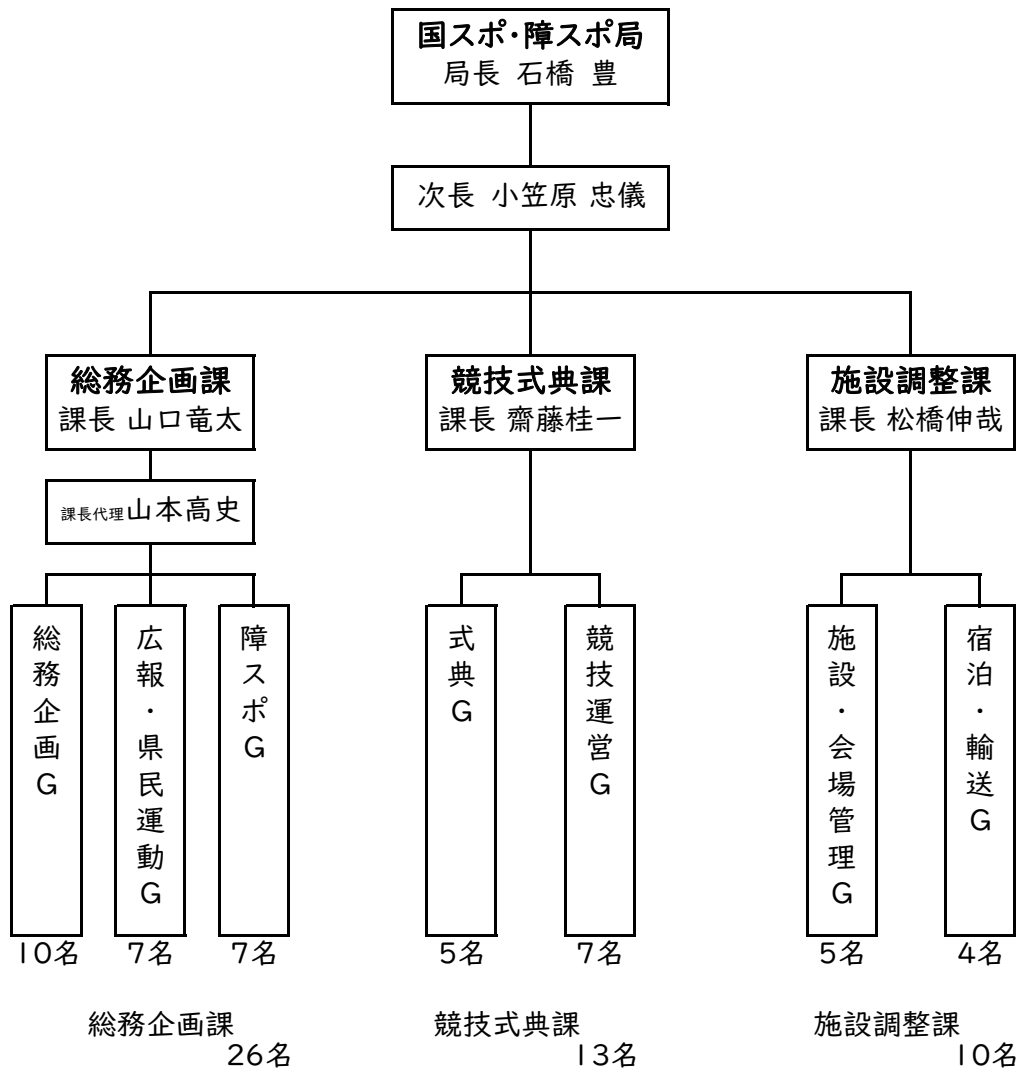 国スポ・障スポ局
局長 石橋 豊
次長 小笠原 忠儀
総務企画課
課長 山口竜太
競技式典課
課長 齋藤桂一
施設調整課
課長 松橋伸哉
課長代理山本高史
総務企画G
広報・県民運動G
障スポG
式典G
競技運営G
施設・会場管理G
宿泊・輸送G
10名
7名
7名
5名
7名
5名
4名
総務企画課
26名
競技式典課
13名
施設調整課
10名